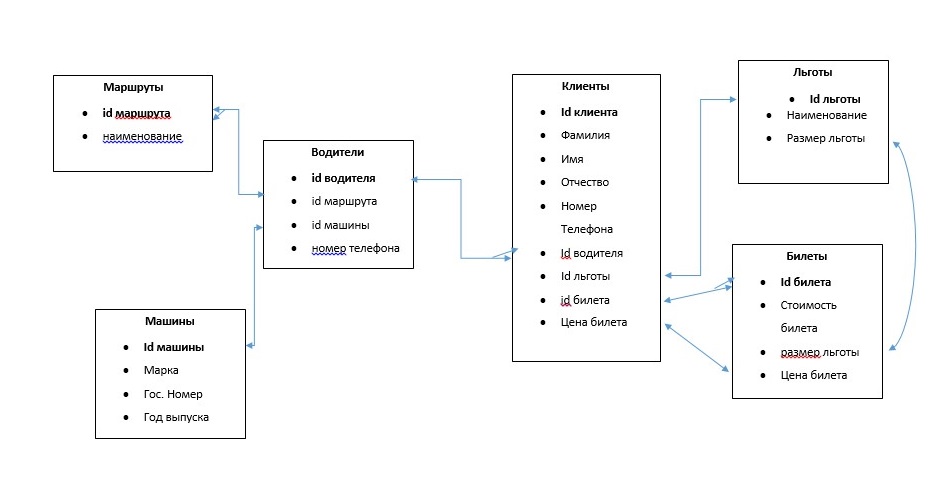 Маршруты
id маршрута
наименование
Водители
id водителя
id маршрута
id машины
номер телефона
Машины
Id машины
Марка
Гос. Номер
Год выпуска
Клиенты
Id клиента
Фамилия
Имя
Отчество
Номер
Телефона
Id водителя
Id льготы
id билета
Цена билета
Льготы
Id льготы
Наименование
Размер льготы
Билеты
Id билета
Стоимость
билета
размер льготы
Цена билета